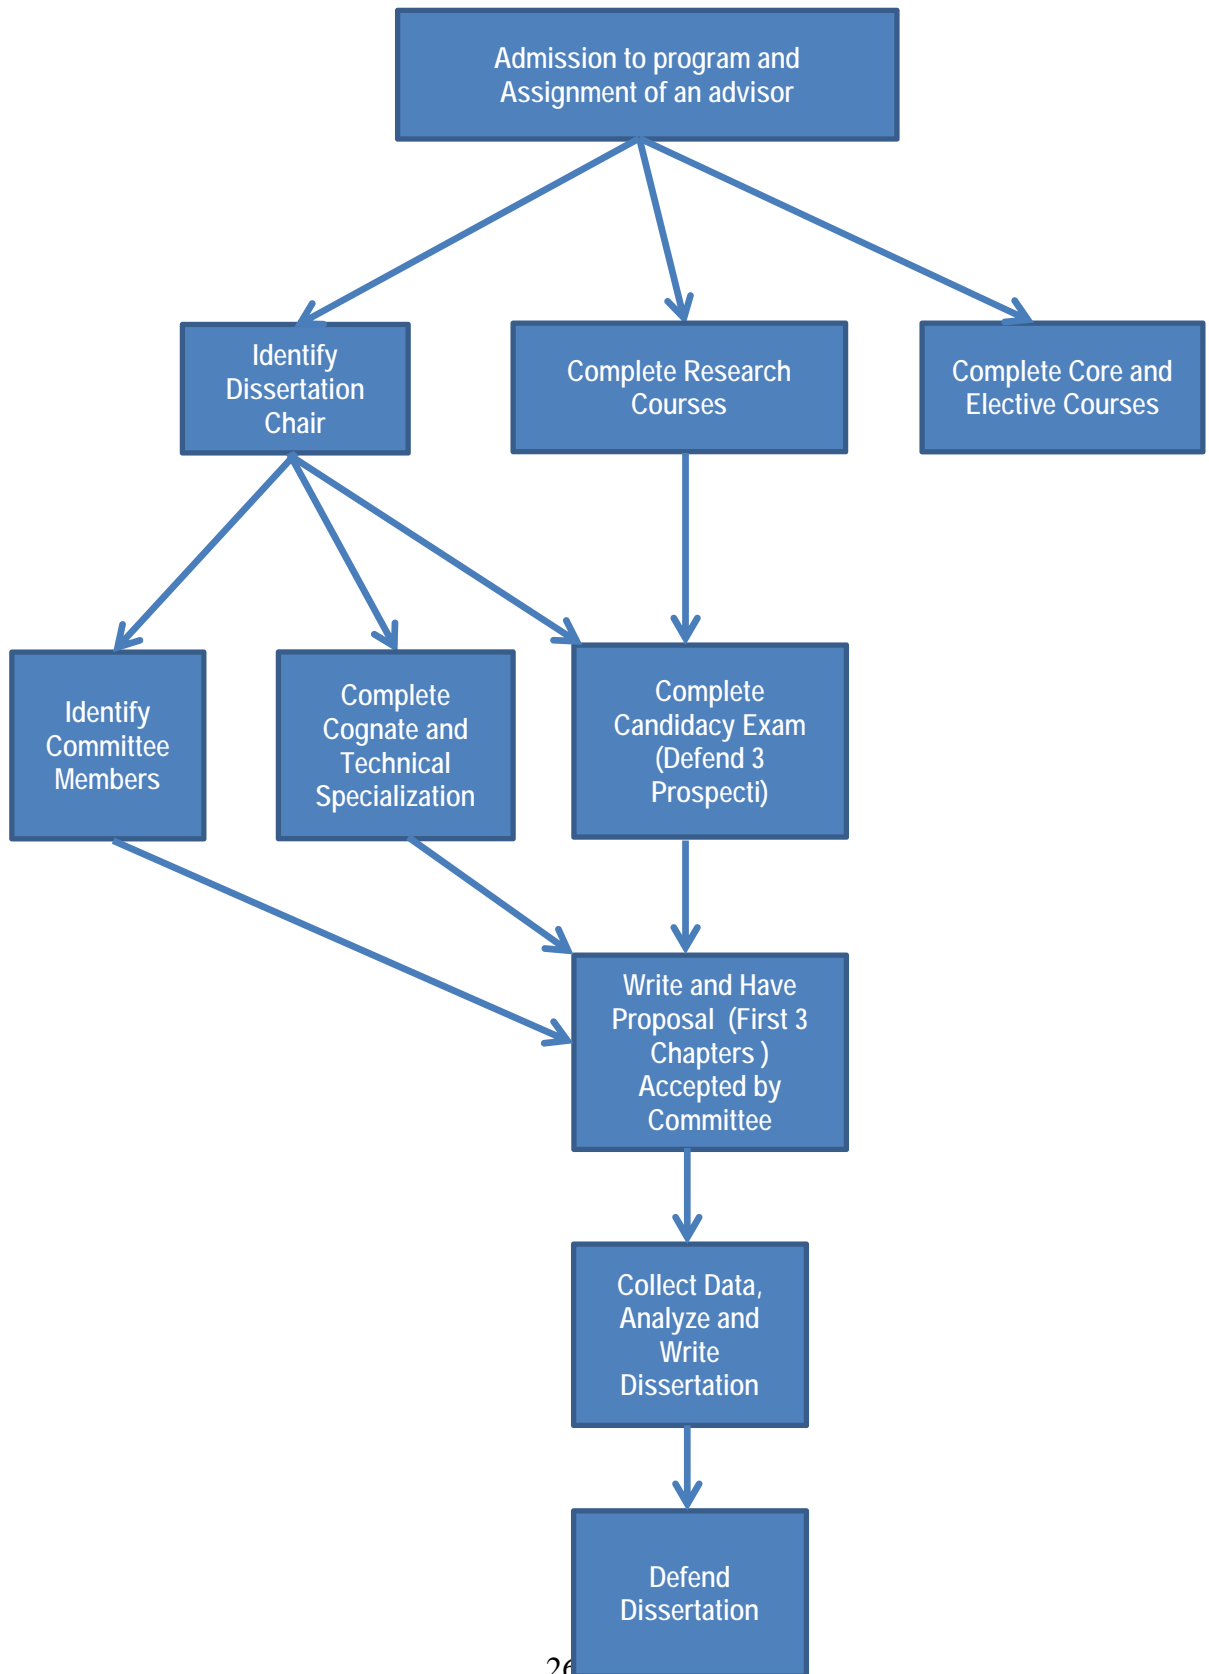 Admission to program and
Assignment of an advisor
Identify
Dissertation
Chair
Complete Research
Courses
Complete Core and
Elective Courses
Identify
Committee
Members
Complete
Cognate and
Technical
Specialization
Complete
Candidacy Exam
(Defend 3
Prospecti)
Write and Have
Proposal (First 3
Chapters )
Accepted by
Committee
Collect Data,
Analyze and
Write
Dissertation
Defend
Dissertation
26